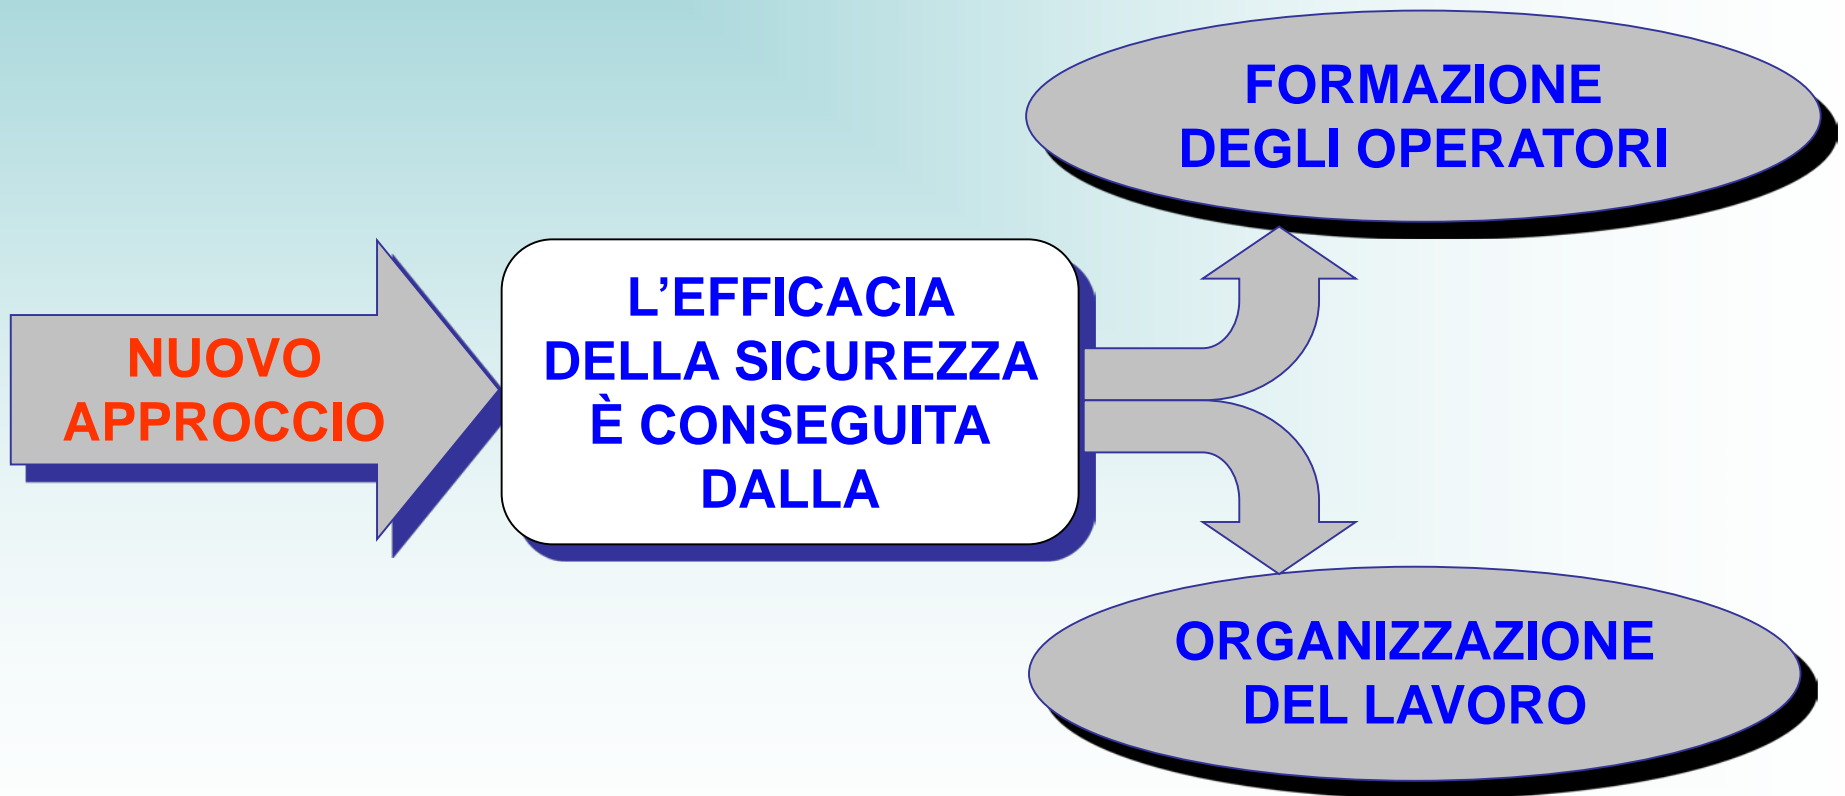 NUOVO
APPROCCIO
L’EFFICACIA
DELLA SICUREZZA
È CONSEGUITA
DALLA
FORMAZIONE
DEGLI OPERATORI
ORGANIZZAZIONE
DEL LAVORO